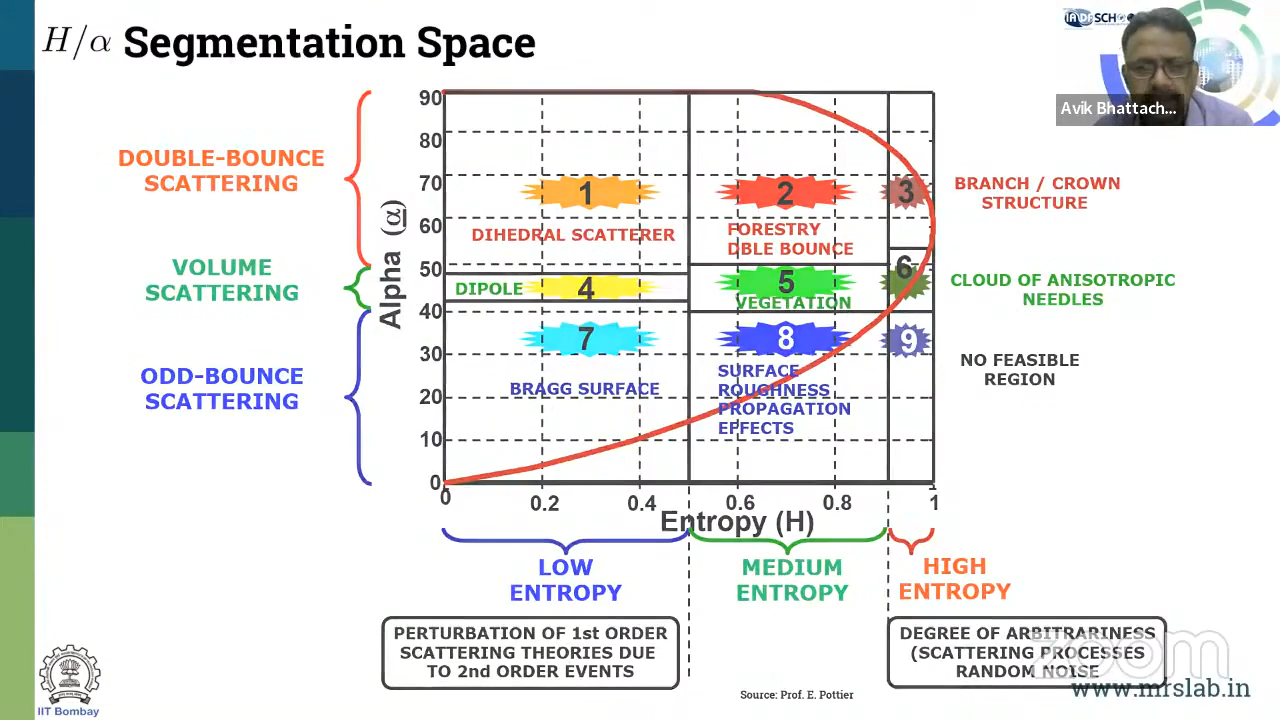 H/α Segmentation Space
IADF SCHOOL
Avik Bhattach...
DOUBLE-BOUNCE
SCATTERING
VOLUME
SCATTERING
ODD-BOUNCE
SCATTERING
Alpha (α)
90
80
70
60
50
40
30
20
10
0
1
DIHEDRAL SCATTERER
2
FORESTRY
DBLE BOUNCE
3
BRANCH / CROWN
STRUCTURE
DIPOLE
4
5
VEGETATION
6
CLOUD OF ANISOTROPIC
NEEDLES
7
BRAGG SURFACE
8
SURFACE
ROUGHNESS
PROPAGATION
EFFECTS
9
NO FEASIBLE
REGION
0
0.2
0.4
0.6
0.8
1
Entropy (H)
LOW
ENTROPY
MEDIUM
ENTROPY
HIGH
ENTROPY
PERTURBATION OF 1st ORDER
SCATTERING THEORIES DUE
TO 2nd ORDER EVENTS
DEGREE OF ARBITRARINESS
(SCATTERING PROCESSES
RANDOM NOISE
zoom
Source: Prof. E. Pottier
www.mrslab.in
IIT Bombay